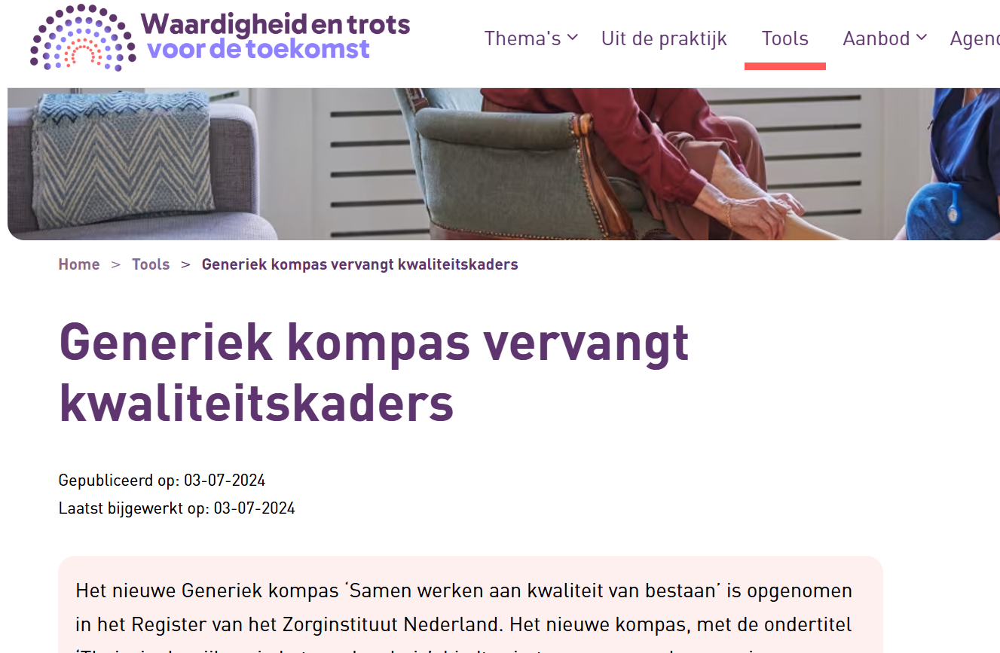 Waardigheid en trots
voor de toekomst
Thema's Uit de praktijk Tools Aanbod
Home > Tools > Generiek kompas vervangt kwaliteitskaders
Generiek kompas vervangt
kwaliteitskaders
Gepubliceerd op: 03-07-2024
Laatst bijgewerkt op: 03-07-2024
Het nieuwe Generiek kompas ‘Samen werken aan kwaliteit van bestaan’ is opgenomen
in het Register van het Zorginstituut Nederland. Het nieuwe kompas, met de ondertitel